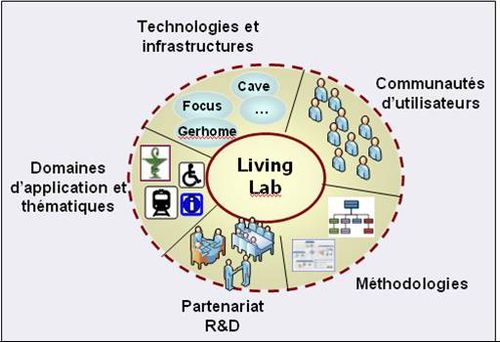 Technologies et
infrastructures
Cave
Focus
...
Gerhome
Communautés
d'utilisateurs
Living
Lab
Domaines
d'application et
thématiques
Méthodologies
Partenariat
R&D